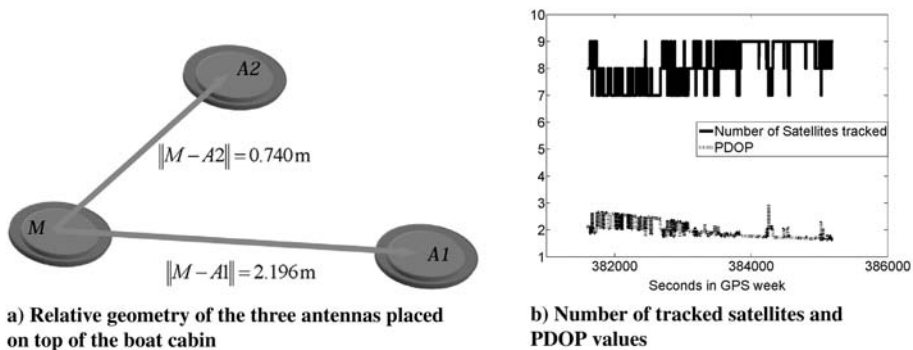 A2
‖M − A2‖ = 0.740 m
M
A1
‖M − A1‖ = 2.196 m
a) Relative geometry of the three antennas placed
on top of the boat cabin
10
9
8
7
6
5
4
3
2
1
Number of Satellites tracked
PDOP
382000 384000 386000
Seconds in GPS week
b) Number of tracked satellites and
PDOP values